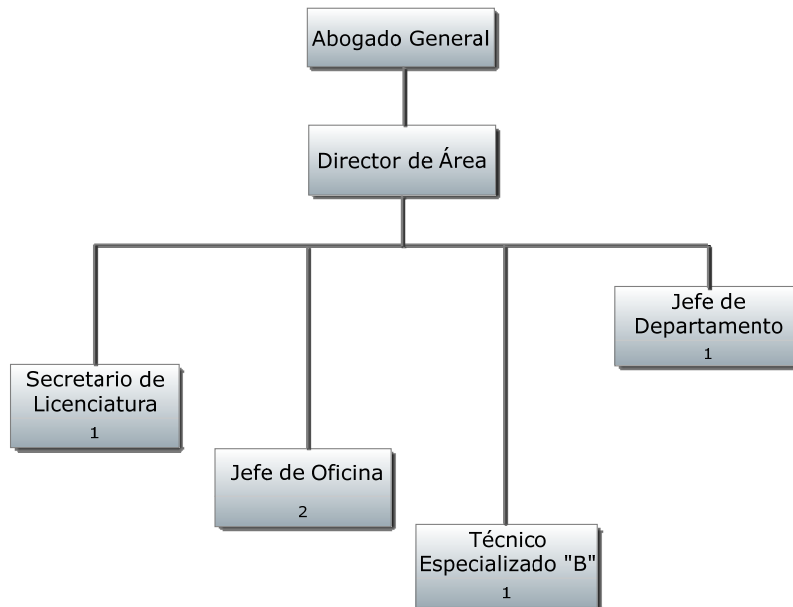 Abogado General
Director de Área
Jefe de
Departamento
1
Secretario de
Licenciatura
1
Jefe de Oficina
2
Técnico
Especializado "B"
1